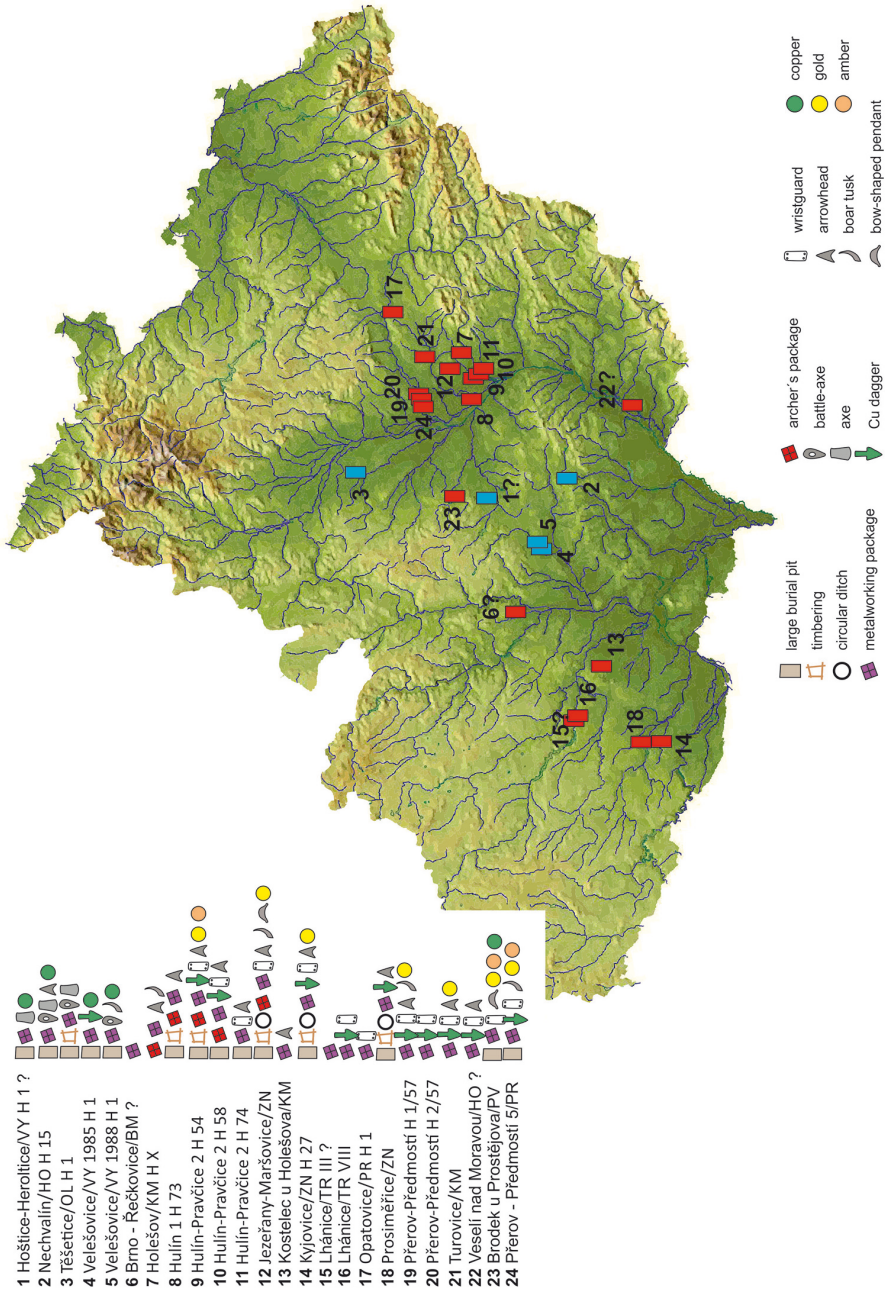 1 Hoštice-Heroltice/VY H 1 ?
2 Nechvalín/HO H 15
3 Těšetice/OL H 1
4 Velešovice/VY 1985 H 1
5 Velešovice/VY 1988 H 1
6 Brno - Řečkovice/BM ?
7 Holešov/KM H X
8 Hulín 1 H 73
9 Hulín-Pravčice 2 H 54
10 Hulín-Pravčice 2 H 58
11 Hulín-Pravčice 2 H 74
12 Jezeřany-Maršovice/ZN
13 Kostelec u Holešova/KM
14 Kyjovice/ZN H 27
15 Lhánice/TR III ?
16 Lhánice/TR VIII
17 Opatovice/PR H 1
18 Prosiměřice/ZN
19 Přerov-Předmostí H 1/57
20 Přerov-Předmostí H 2/57
21 Turovice/KM
22 Veselí nad Moravou/HO ?
23 Brodek u Prostějova/PV
24 Přerov - Předmostí 5/PR
3
19
20
24
21
17
12
7
11
10
9
8
23
1?
5
4
2
22?
6?
13
16
15?
18
14
large burial pit
timbering
circular ditch
metalworking package
archer´s package
battle-axe
axe
Cu dagger
wristguard
arrowhead
boar tusk
bow-shaped pendant
copper
gold
amber